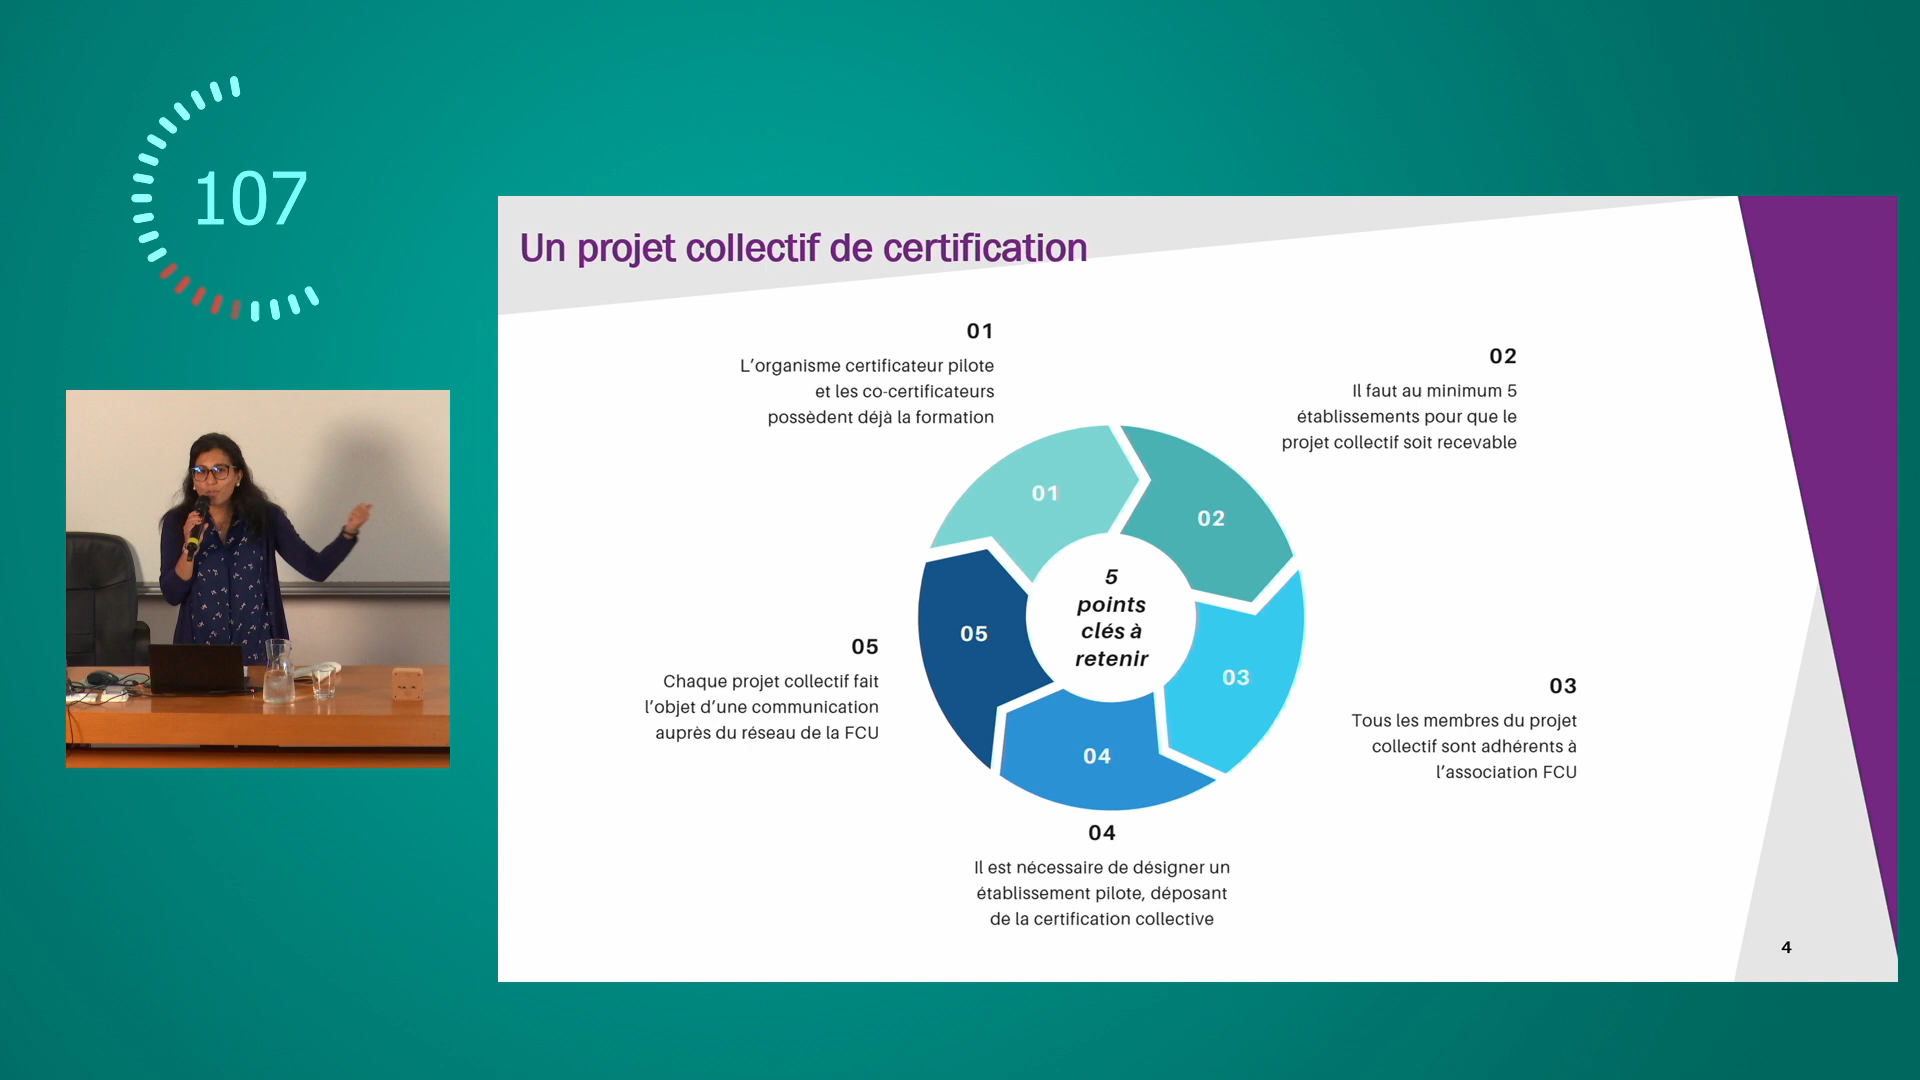 107
Un projet collectif de certification
01
L’organisme certificateur pilote
et les co-certificateurs
possèdent déjà la formation
02
Il faut au minimum 5
établissements pour que le
projet collectif soit recevable
03
Tous les membres du projet
collectif sont adhérents à
l’association FCU
04
Il est nécessaire de désigner un
établissement pilote, déposant
de la certification collective
05
Chaque projet collectif fait
l’objet d’une communication
auprès du réseau de la FCU
01
02
03
04
05
5
points
clés à
retenir
4